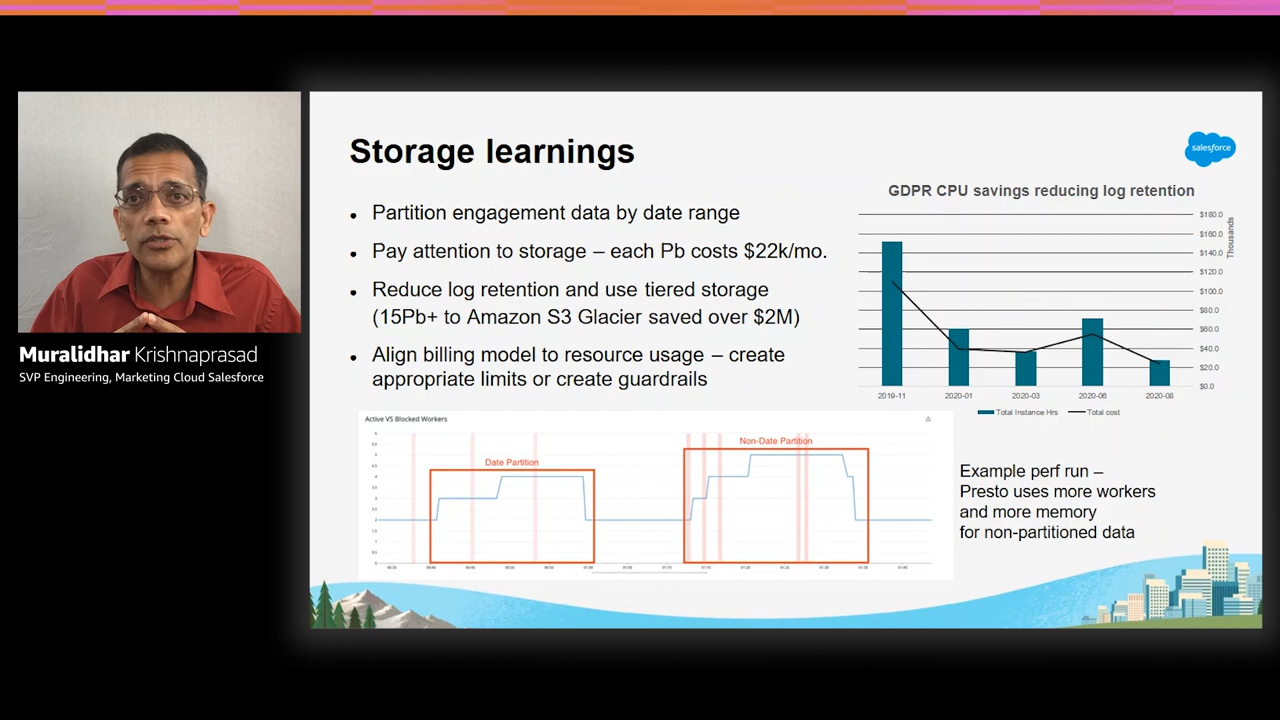 Storage learnings
salesforce
• Partition engagement data by date range
• Pay attention to storage – each Pb costs $22k/mo.
• Reduce log retention and use tiered storage
(15Pb+ to Amazon S3 Glacier saved over $2M)
• Align billing model to resource usage – create
appropriate limits or create guardrails
GDPR CPU savings reducing log retention
$180.0
$160.0
$140.0
$120.0
$100.0
$80.0
$60.0
$40.0
$20.0
$0.0
Thousands
2019-11 2020-01 2020-03 2020-06 2020-08
Total Instance Hrs Total cost
Muralidhar Krishnaprasad
SVP Engineering, Marketing Cloud Salesforce
Active VS Blocked Workers
Date Partition
Non-Date Partition
Example perf run –
Presto uses more workers
and more memory
for non-partitioned data